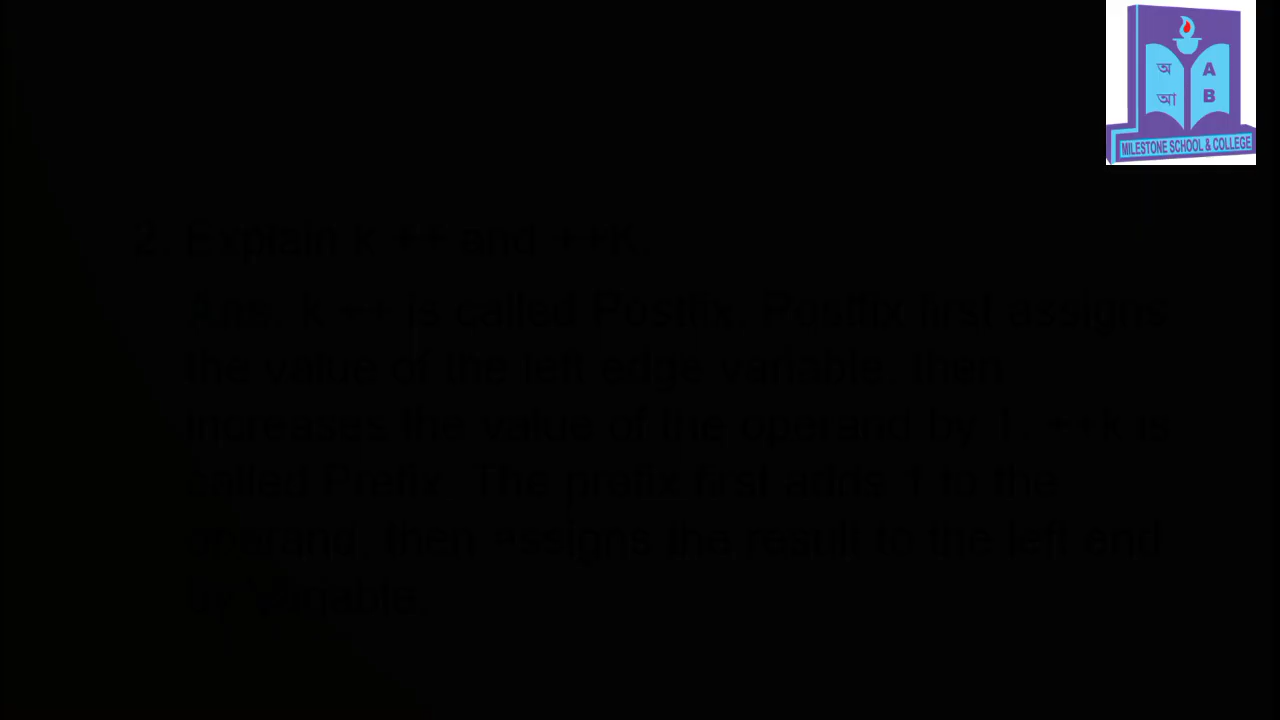 অ A
আ B
MILESTONE SCHOOL & COLLEGE
2. Explain k ++ and ++k.
Ans. k ++ is called Postfix. Postfix first assigns
the value of the left edge variable, then
increases the value of the operand by 1. ++k is
called Prefix. The prefix first adds 1 to the
operand, then assigns the result to the left end
by Variable.